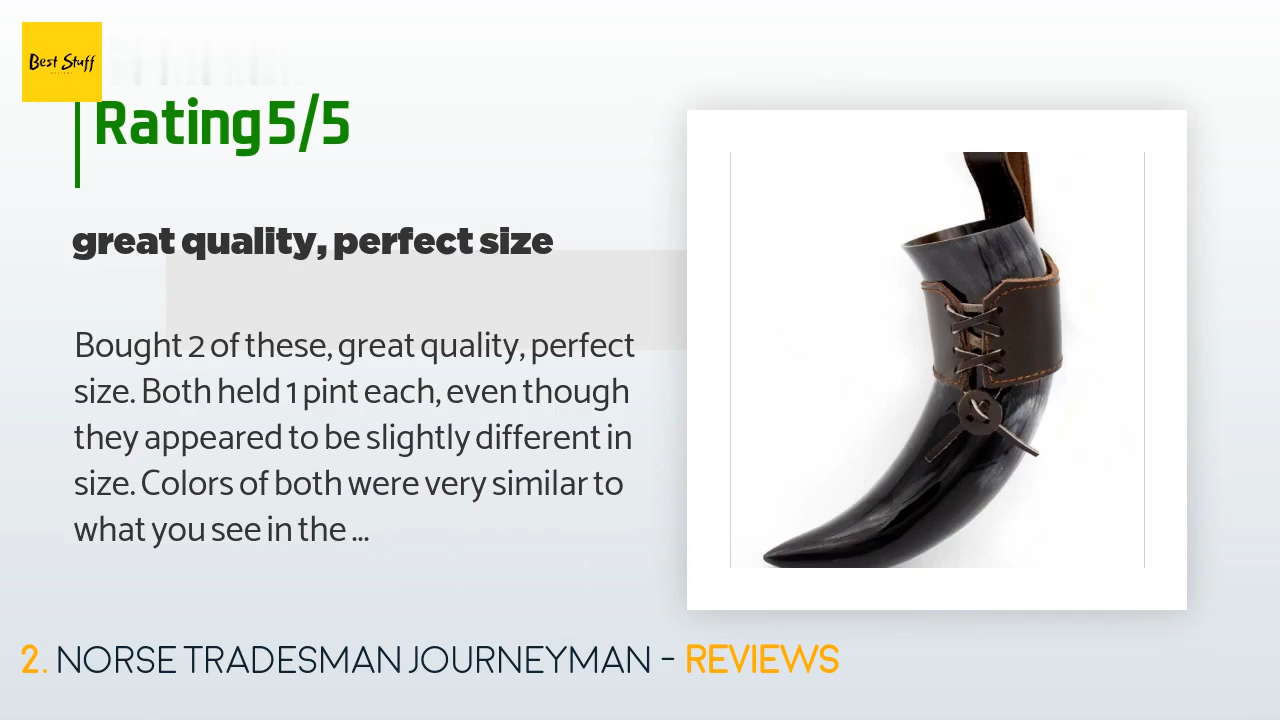 Best Stuff
Rating 5/5
great quality, perfect size
Bought 2 of these, great quality, perfect
size. Both held 1 pint each, even though
they appeared to be slightly different in
size. Colors of both were very similar to
what you see in the ...
2. NORSE TRADESMAN JOURNEYMAN - REVIEWS